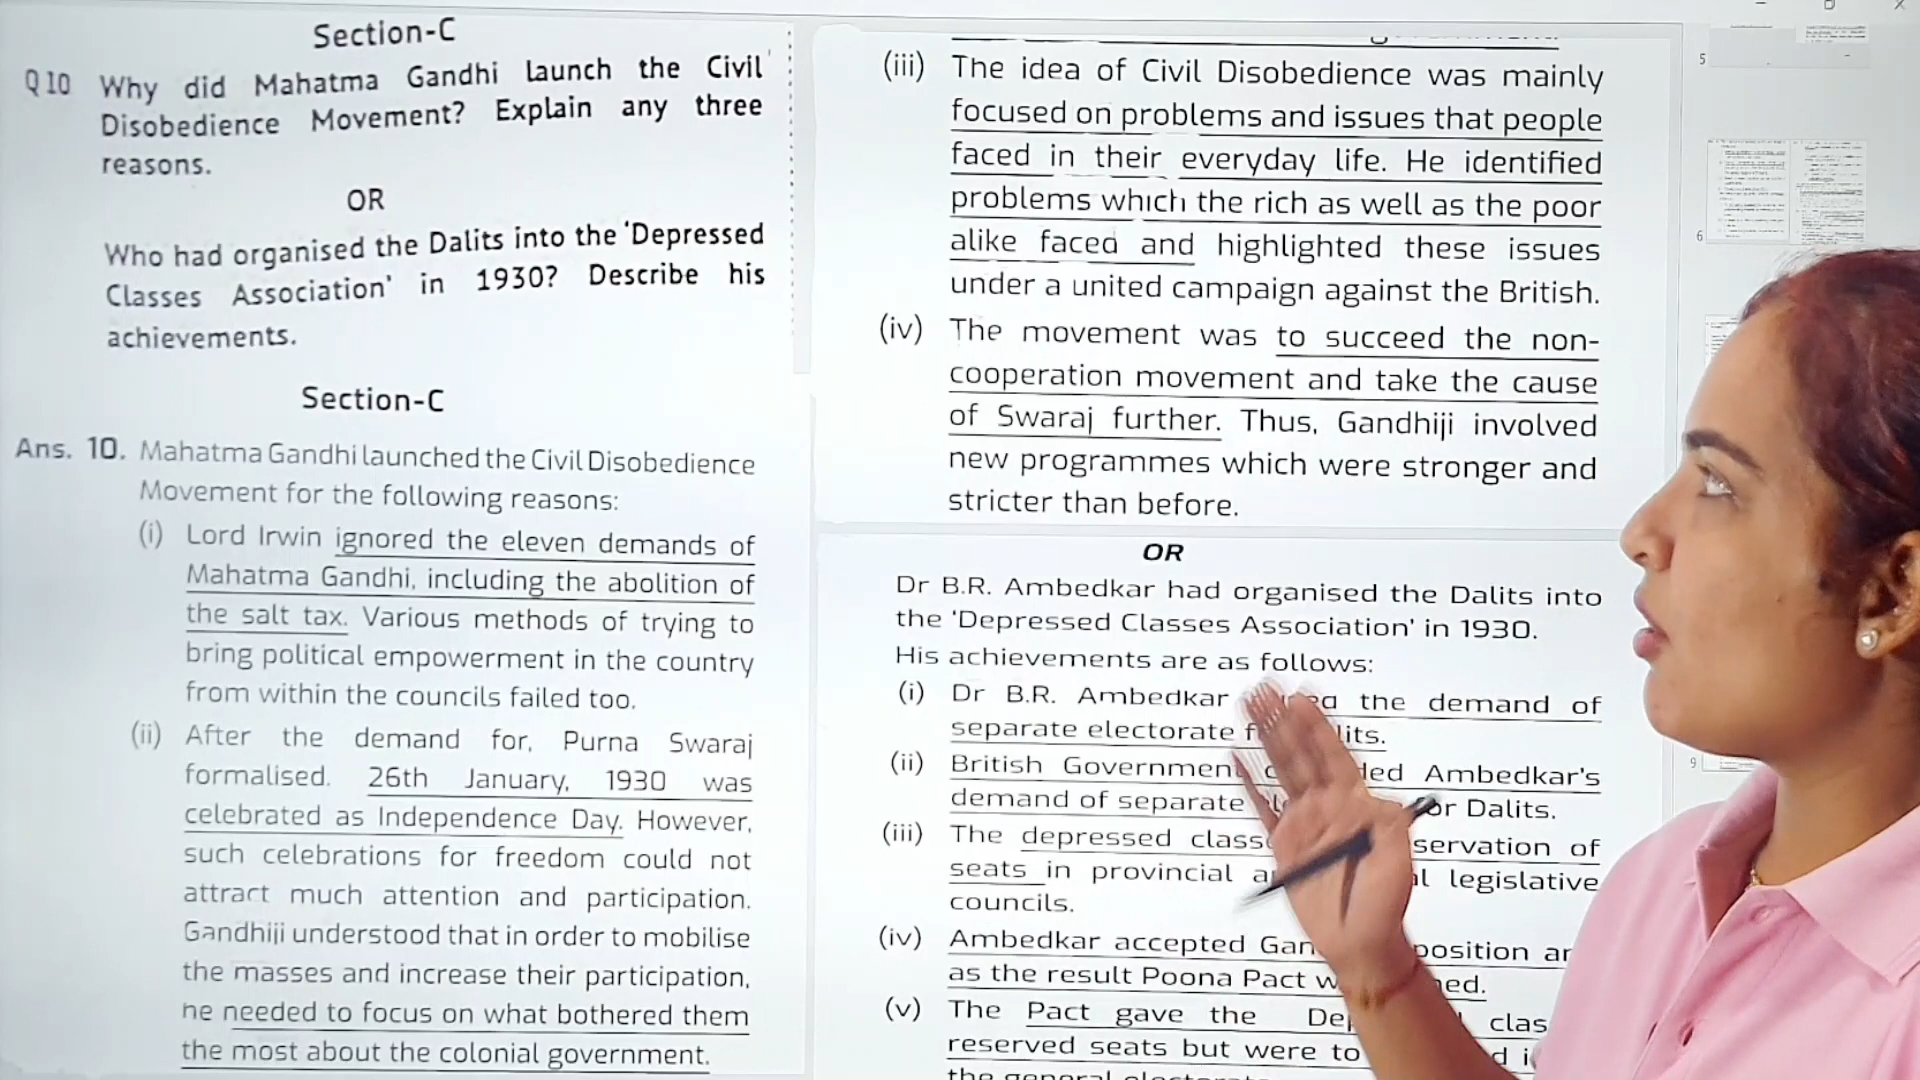 Section-C
Q10 Why did Mahatma Gandhi launch the Civil
Disobedience Movement? Explain any three
reasons.
OR
Who had organised the Dalits into the 'Depressed
Classes Association' in 1930? Describe his
achievements.
Section-C
Ans. 10. Mahatma Gandhi launched the Civil Disobedience
Movement for the following reasons:
(i) Lord Irwin ignored the eleven demands of
Mahatma Gandhi, including the abolition of
the salt tax. Various methods of trying to
bring political empowerment in the country
from within the councils failed too.
(ii) After the demand for, Purna Swaraj
formalised. 26th January, 1930 was
celebrated as Independence Day. However,
such celebrations for freedom could not
attract much attention and participation.
Gandhiji understood that in order to mobilise
the masses and increase their participation,
he needed to focus on what bothered them
the most about the colonial government.
(iii) The idea of Civil Disobedience was mainly
focused on problems and issues that people
faced in their everyday life. He identified
problems which the rich as well as the poor
alike faced and highlighted these issues
under a united campaign against the British.
(iv) The movement was to succeed the non-
cooperation movement and take the cause
of Swaraj further. Thus, Gandhiji involved
new programmes which were stronger and
stricter than before.
OR
Dr B.R. Ambedkar had organised the Dalits into
the 'Depressed Classes Association' in 1930.
His achievements are as follows:
(i) Dr B.R. Ambedkar the demand of
separate electorate
(ii) British Government Ambedkar's
demand of separate for Dalits.
(iii) The depressed
seats in provincial legislative
councils.
(iv) Ambedkar accepted
as the result Poona Pact
(v) The Pact gave the
reserved seats but were to
the general
5
6
9